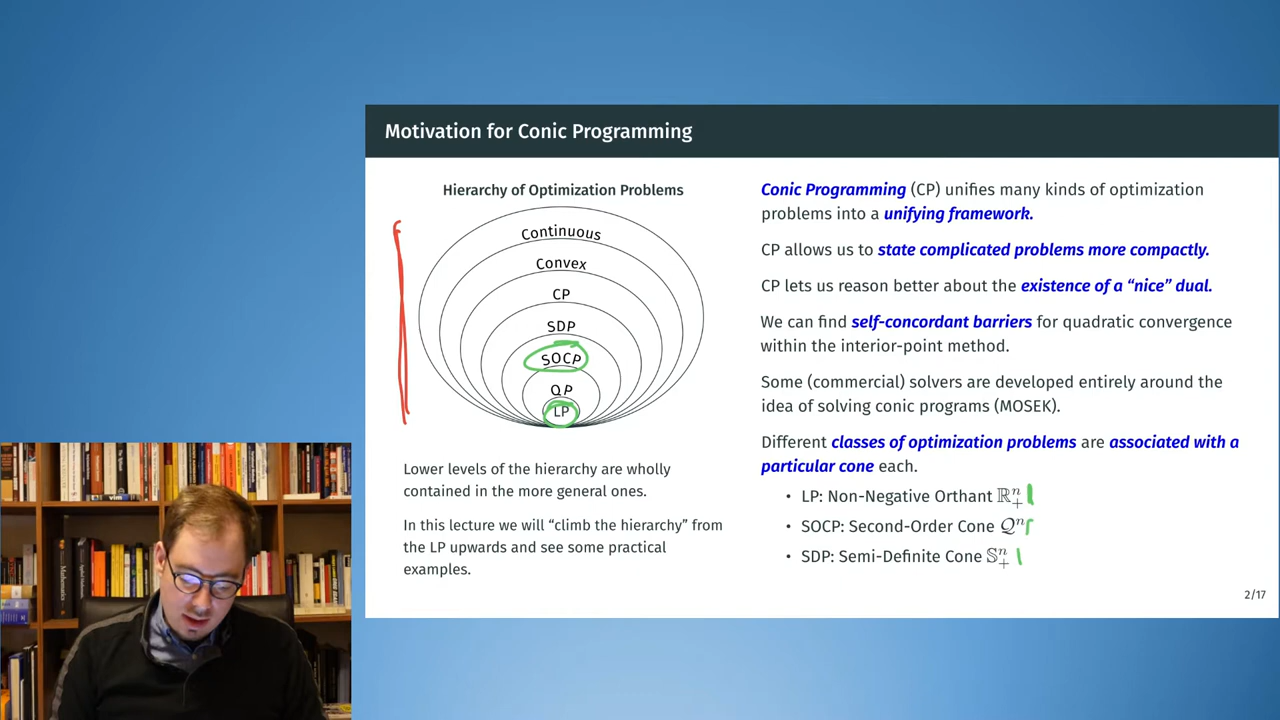 Motivation for Conic Programming
Hierarchy of Optimization Problems
Continuous
Convex
CP
SDP
SOCP
QP
LP
Lower levels of the hierarchy are wholly
contained in the more general ones.
In this lecture we will “climb the hierarchy” from
the LP upwards and see some practical
examples.
Conic Programming (CP) unifies many kinds of optimization
problems into a unifying framework.
CP allows us to state complicated problems more compactly.
CP lets us reason better about the existence of a “nice” dual.
We can find self-concordant barriers for quadratic convergence
within the interior-point method.
Some (commercial) solvers are developed entirely around the
idea of solving conic programs (MOSEK).
Different classes of optimization problems are associated with a
particular cone each.
• LP: Non-Negative Orthant ℝⁿ₊
• SOCP: Second-Order Cone 𝒬ⁿ
• SDP: Semi-Definite Cone 𝕊ⁿ₊
2/17
vim
Mathematica